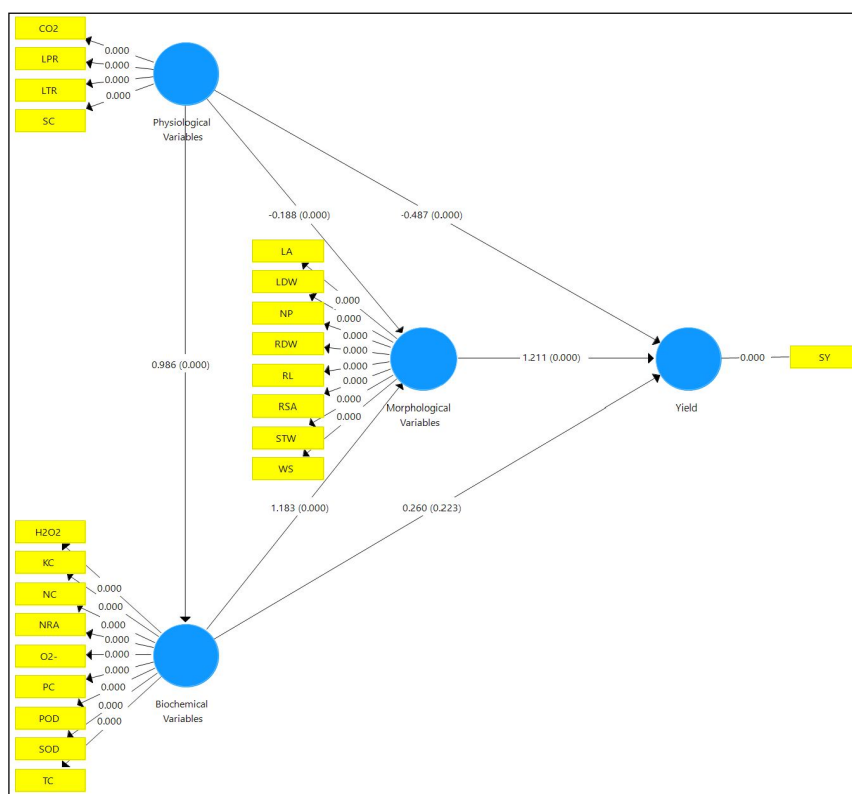 CO2
LPR
LTR
SC
0.000
0.000
0.000
0.000
Physiological
Variables
-0.188 (0.000)
-0.487 (0.000)
0.986 (0.000)
LA
LDW
NP
RDW
RL
RSA
STW
WS
0.000
0.000
0.000
0.000
0.000
0.000
0.000
0.000
Morphological
Variables
1.211 (0.000)
Yield
0.000
SY
1.183 (0.000)
0.260 (0.223)
H2O2
KC
NC
NRA
O2-
PC
POD
SOD
TC
0.000
0.000
0.000
0.000
0.000
0.000
0.000
0.000
0.000
Biochemical
Variables